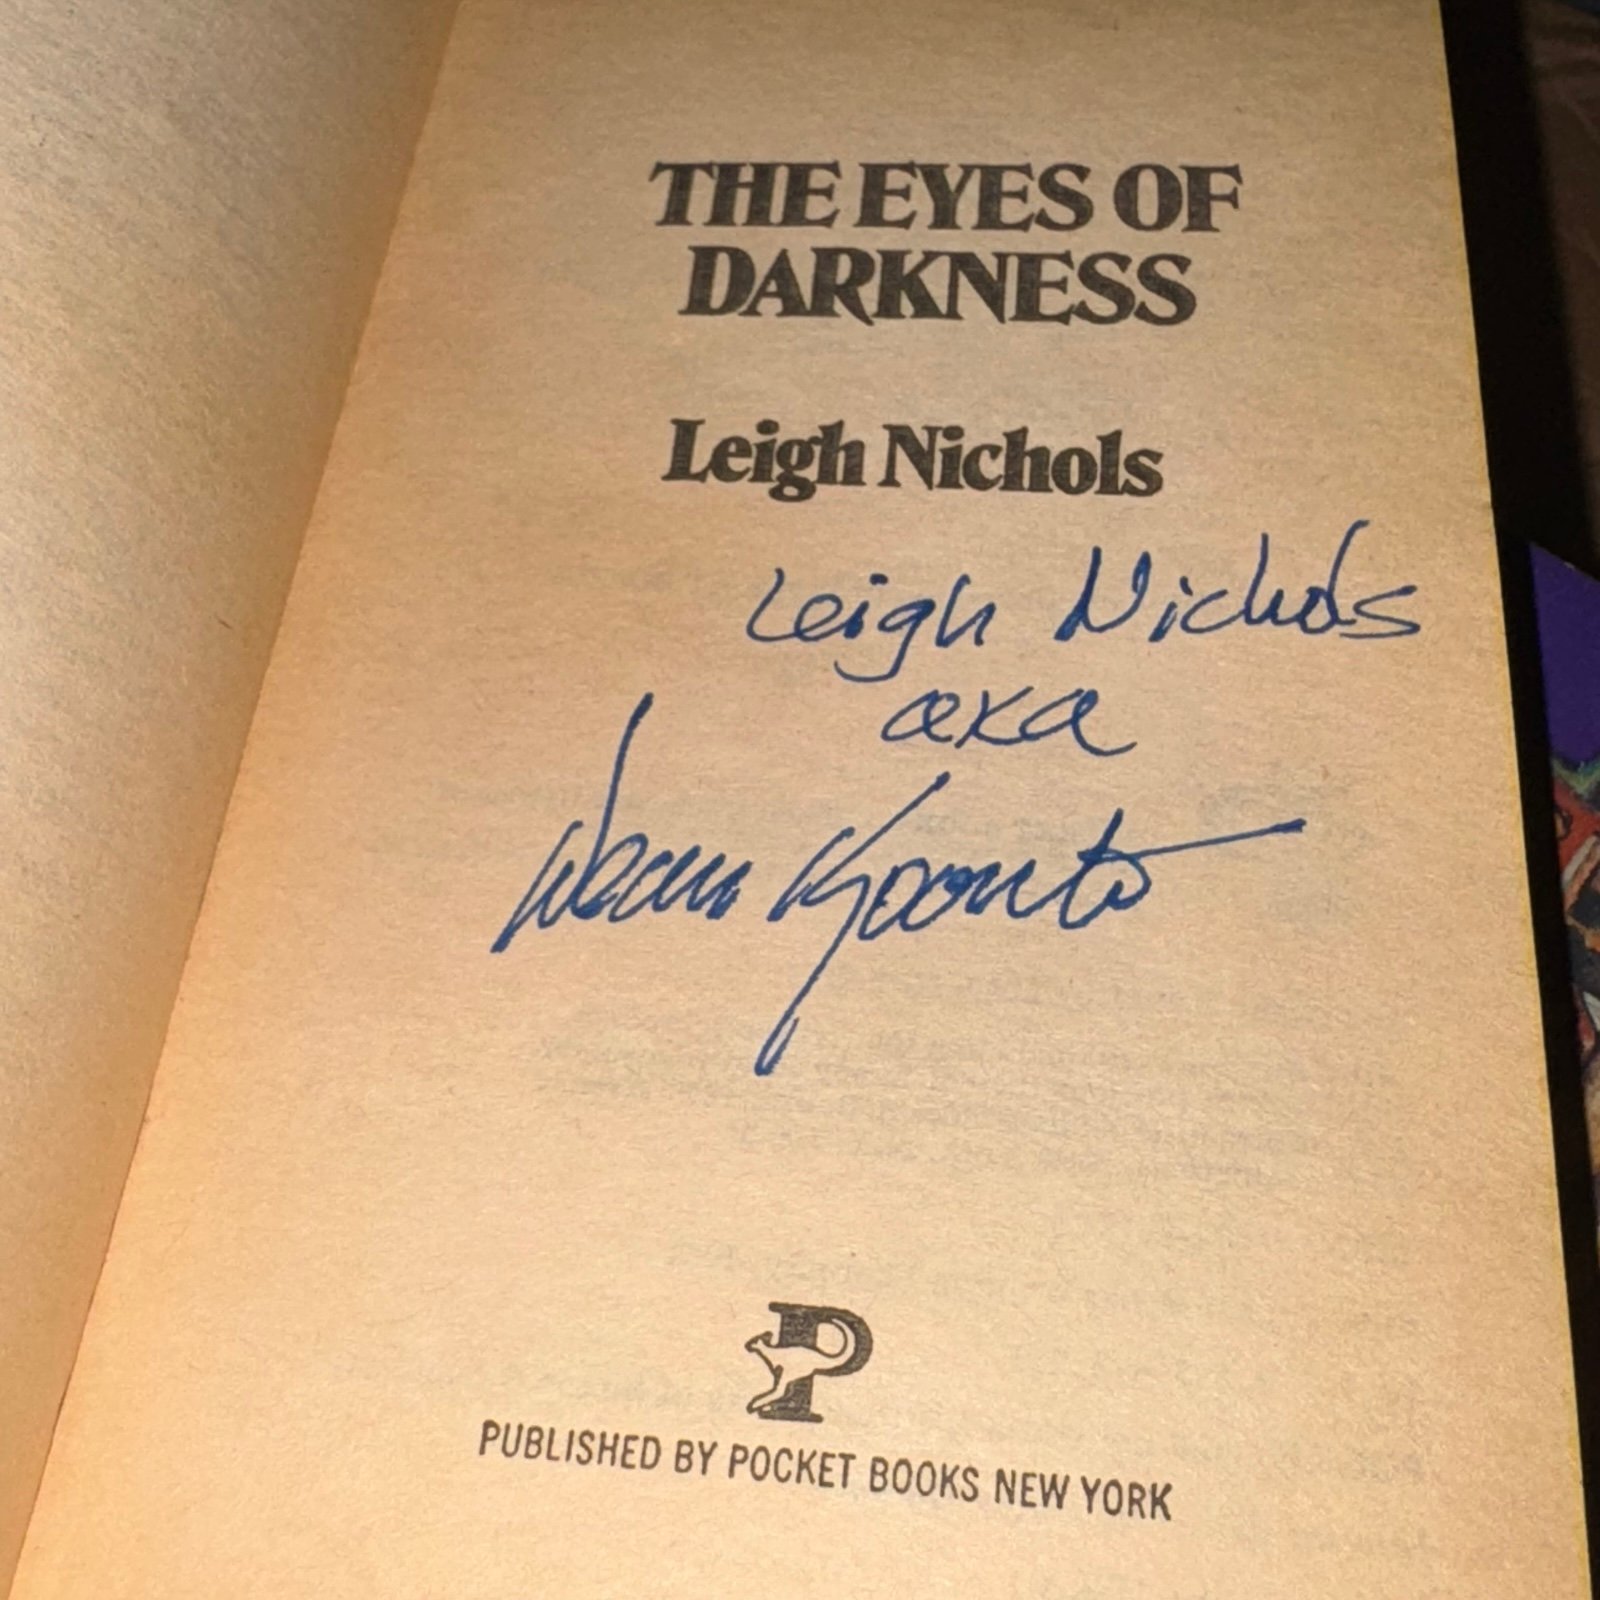 THE EYES OF
DARKNESS
Leigh Nichols
Leigh Nichols
aka
Dean Koontz
P
PUBLISHED BY POCKET BOOKS NEW YORK